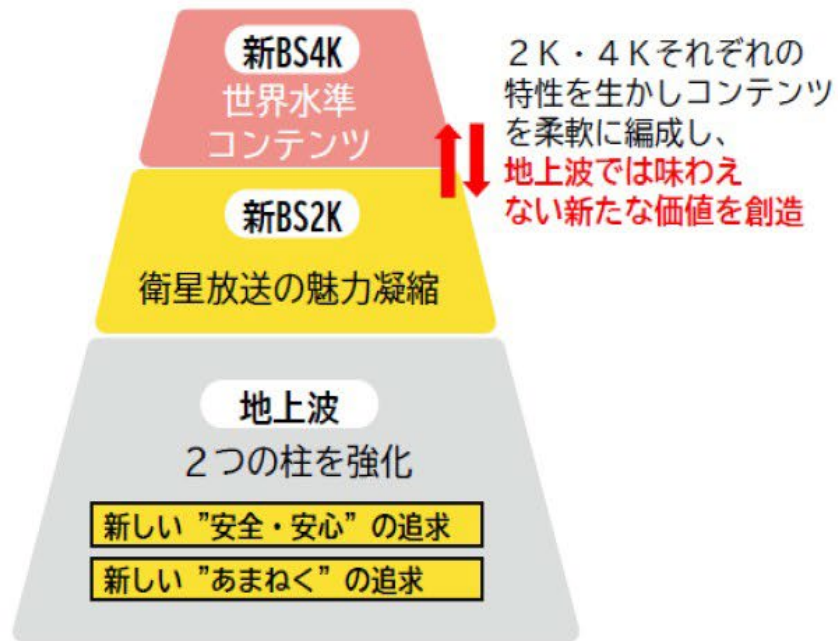 新BS4K
世界水準
コンテンツ
2K・4Kそれぞれの
特性を生かしコンテンツ
を柔軟に編成し、
地上波では味わえ
ない新たな価値を創造
新BS2K
衛星放送の魅力凝縮
地上波
2つの柱を強化
新しい ”安全・安心” の追求
新しい ”あまねく” の追求